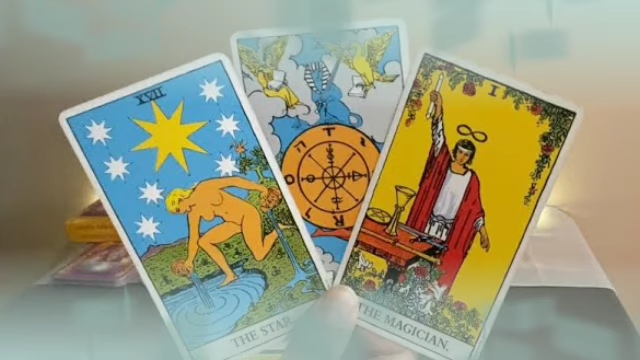 XVII
THE STAR
T
A
R
O
I
THE MAGICIAN.